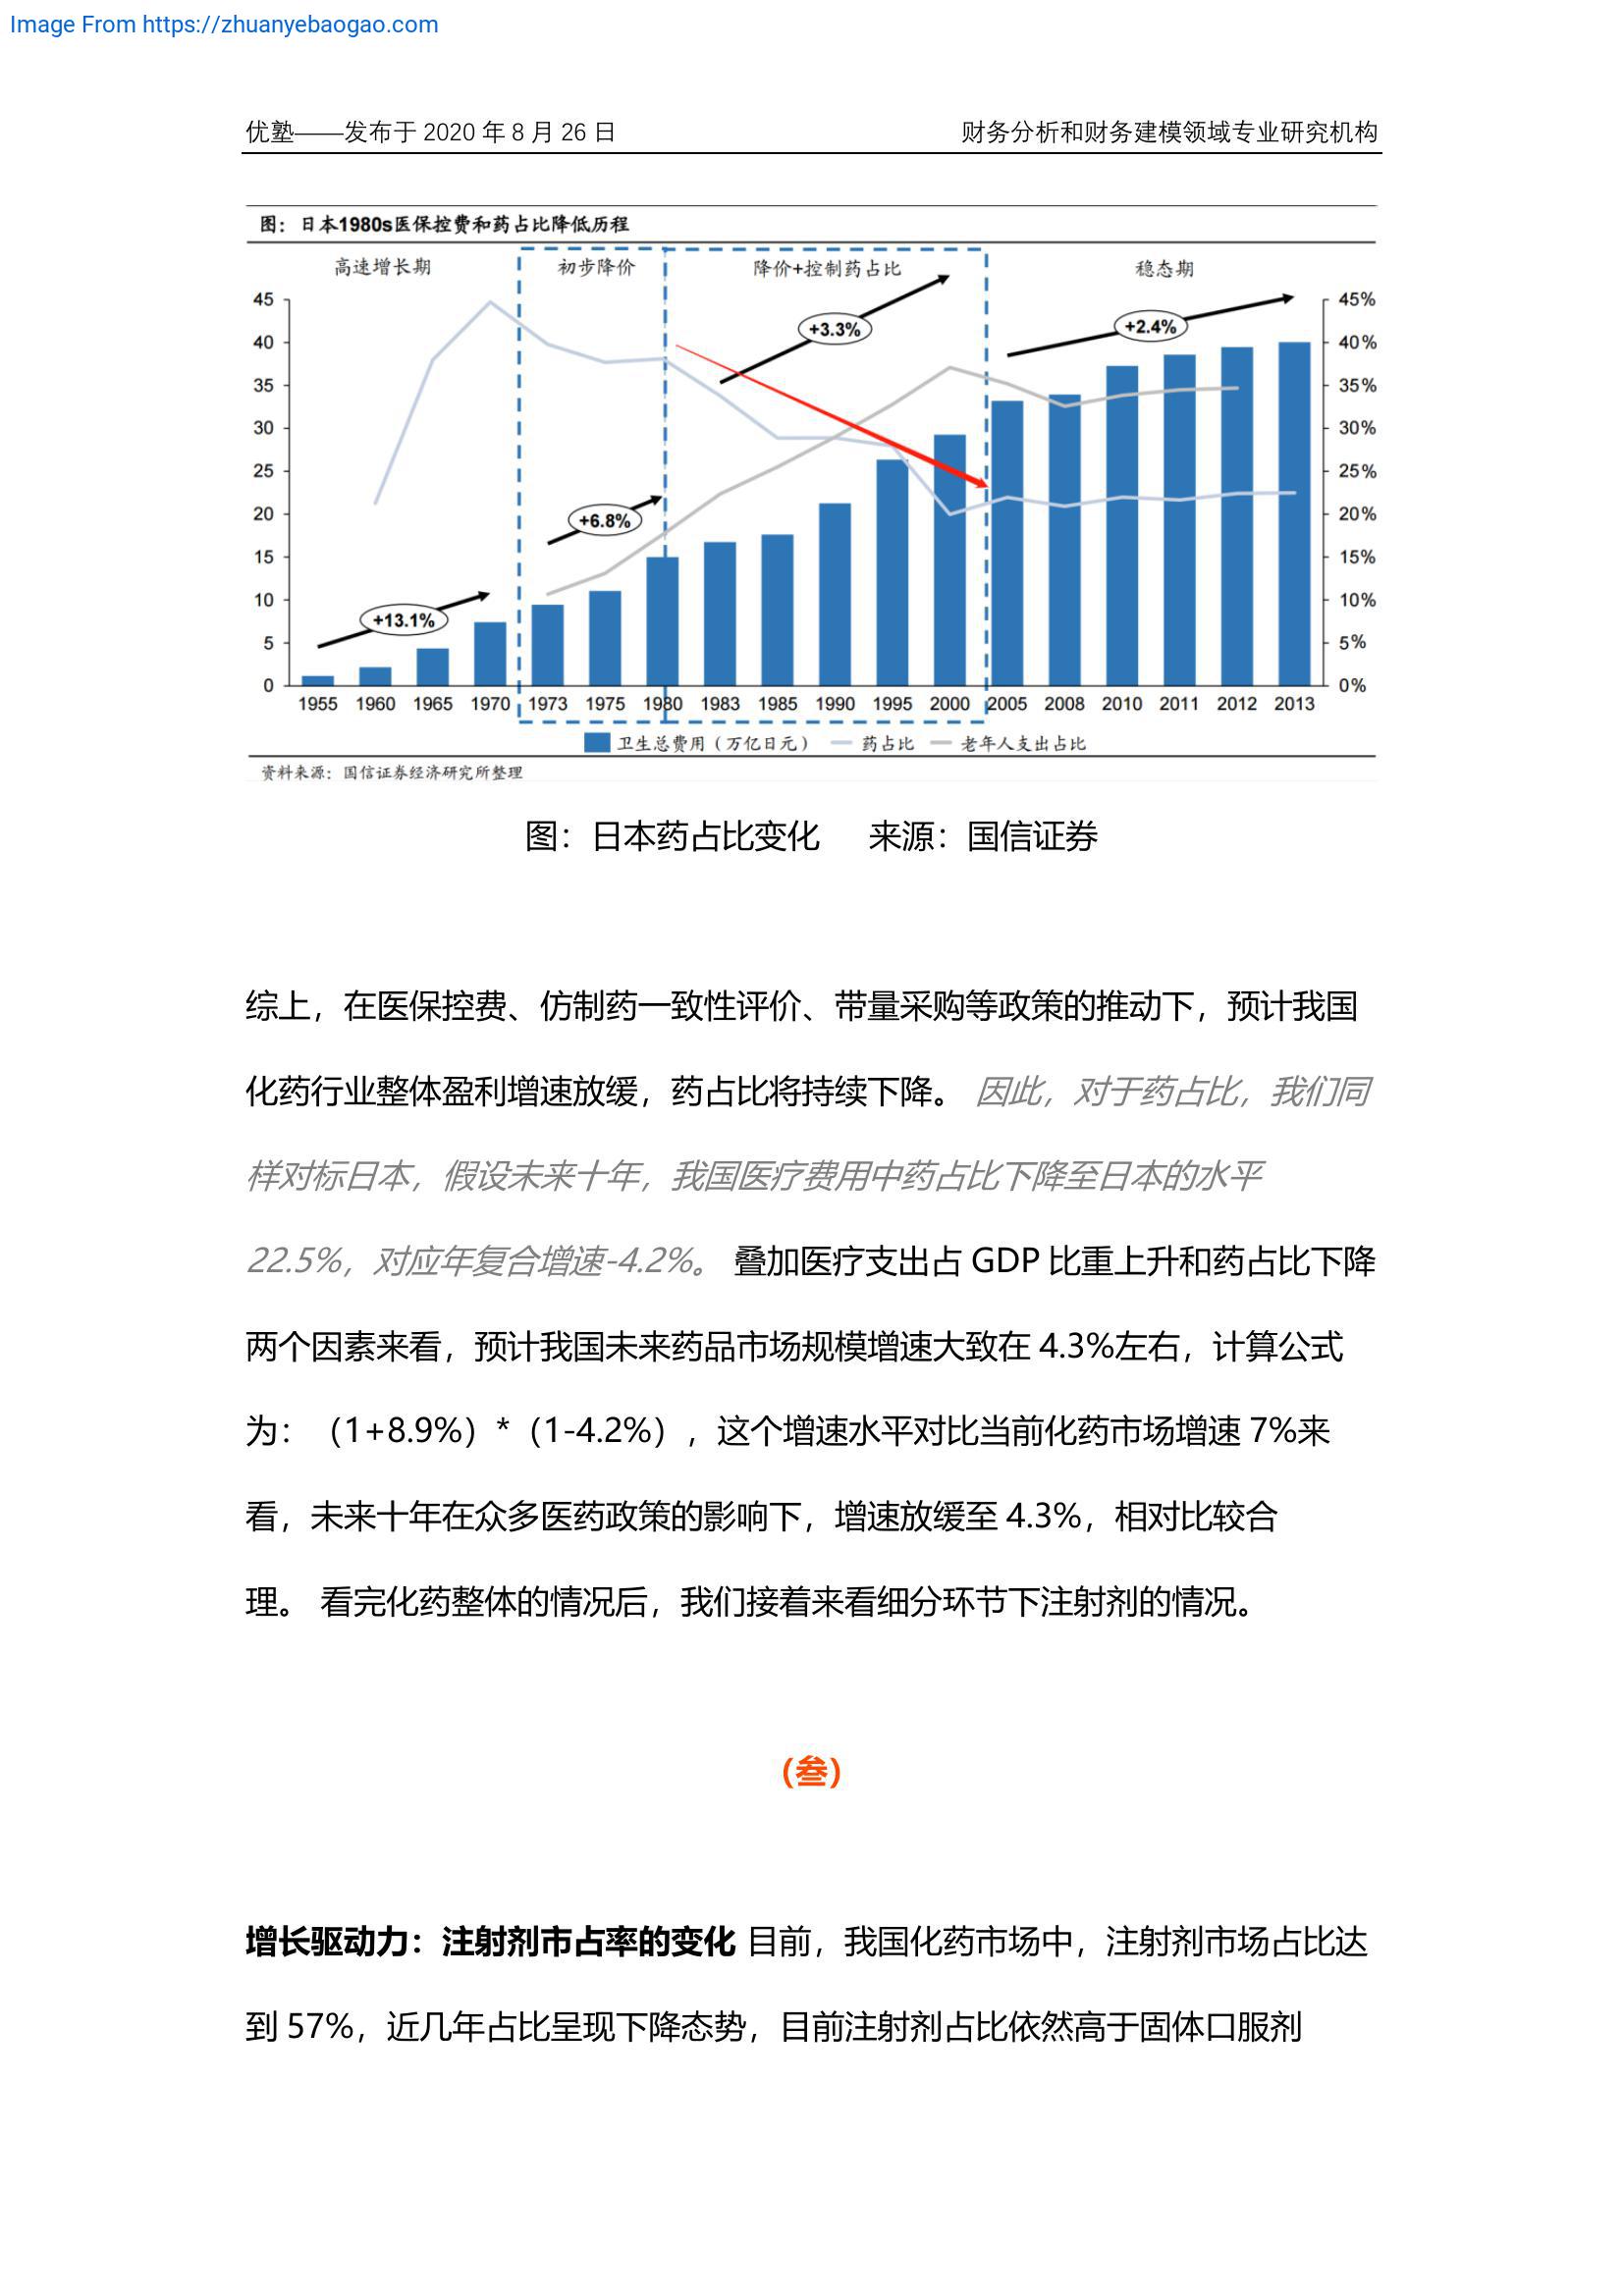 Image From https://zhuanyebaogao.com
优塾——发布于 2020 年 8 月 26 日 财务分析和财务建模领域专业研究机构
图：日本1980s医保控费和药占比降低历程
高速增长期 初步降价 降价+控制药占比 稳态期
45 45%
40 40%
35 35%
30 30%
25 25%
20 20%
15 15%
10 10%
5 5%
0 0%
+13.1% +6.8% +3.3% +2.4%
1955 1960 1965 1970 1973 1975 1980 1983 1985 1990 1995 2000 2005 2008 2010 2011 2012 2013
卫生总费用（万亿日元） 药占比 老年人支出占比
资料来源：国信证券经济研究所整理
图：日本药占比变化 来源：国信证券
综上，在医保控费、仿制药一致性评价、带量采购等政策的推动下，预计我国
化药行业整体盈利增速放缓，药占比将持续下降。 因此，对于药占比，我们同
样对标日本，假设未来十年，我国医疗费用中药占比下降至日本的水平
22.5%，对应年复合增速-4.2%。 叠加医疗支出占 GDP 比重上升和药占比下降
两个因素来看，预计我国未来药品市场规模增速大致在 4.3%左右，计算公式
为：（1+8.9%）*（1-4.2%），这个增速水平对比当前化药市场增速 7%来
看，未来十年在众多医药政策的影响下，增速放缓至 4.3%，相对比较合
理。 看完化药整体的情况后，我们接着来看细分环节下注射剂的情况。
（叁）
增长驱动力：注射剂市占率的变化 目前，我国化药市场中，注射剂市场占比达
到 57%，近几年占比呈现下降态势，目前注射剂占比依然高于固体口服剂